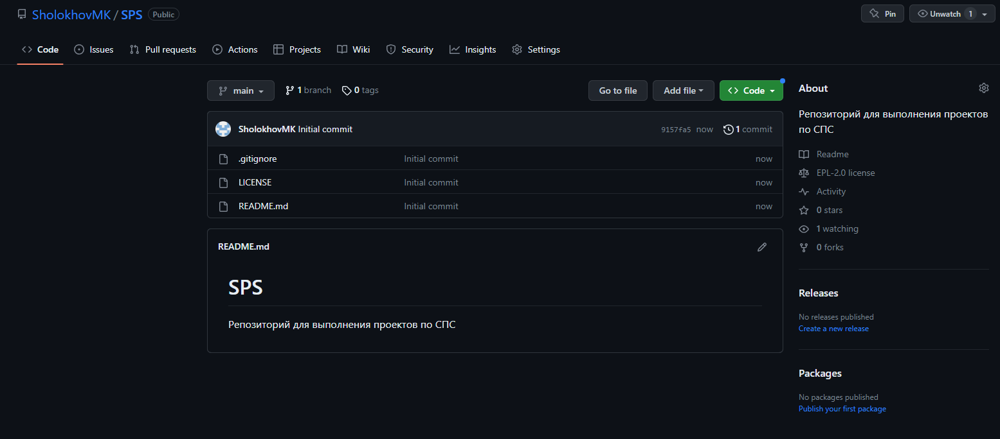 SholokhovMK / SPS Public
Pin
Unwatch 1
Code Issues Pull requests Actions Projects Wiki Security Insights Settings
main 1 branch 0 tags
Go to file Add file Code
SholokhovMK Initial commit 9157fa5 now 1 commit
.gitignore Initial commit now
LICENSE Initial commit now
README.md Initial commit now
README.md
SPS
Репозиторий для выполнения проектов по СПС
About
Репозиторий для выполнения проектов
по СПС
Readme
EPL-2.0 license
Activity
0 stars
1 watching
0 forks
Releases
No releases published
Create a new release
Packages
No packages published
Publish your first package